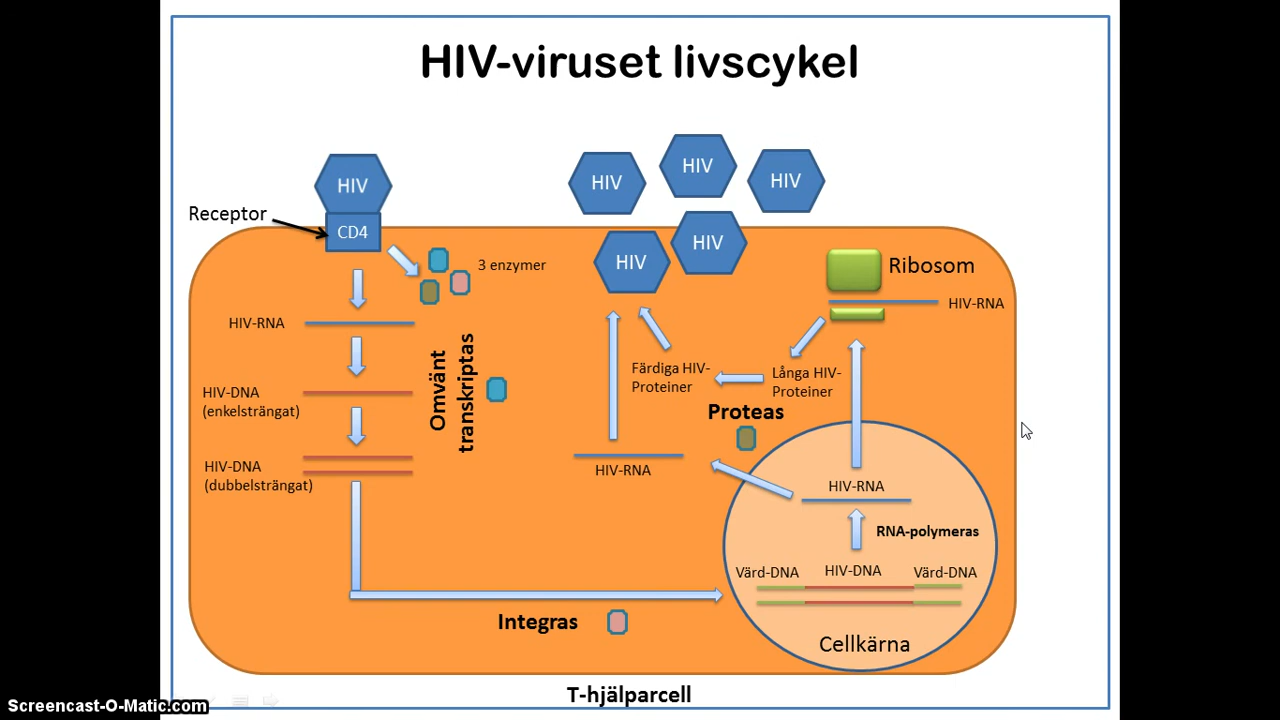 HIV-viruset livscykel
HIV
HIV
HIV
HIV
Receptor
CD4
HIV
HIV
3 enzymer
Ribosom
HIV-RNA
HIV-RNA
Färdiga HIV-
Proteiner
Långa HIV-
Proteiner
Omvänt
transkriptas
HIV-DNA
(enkelsträngat)
Proteas
HIV-DNA
(dubbelsträngat)
HIV-RNA
HIV-RNA
RNA-polymeras
Värd-DNA
HIV-DNA
Värd-DNA
Integras
Cellkärna
T-hjälparcell
Screencast-O-Matic.com